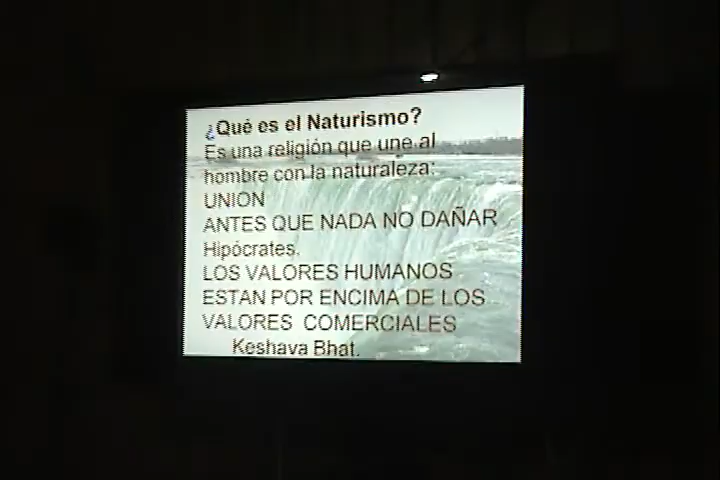 ¿Qué es el Naturismo?
Es una religión que une al
hombre con la naturaleza:
UNION
ANTES QUE NADA NO DAÑAR
Hipócrates.
LOS VALORES HUMANOS
ESTAN POR ENCIMA DE LOS
VALORES COMERCIALES
Keshava Bhat.